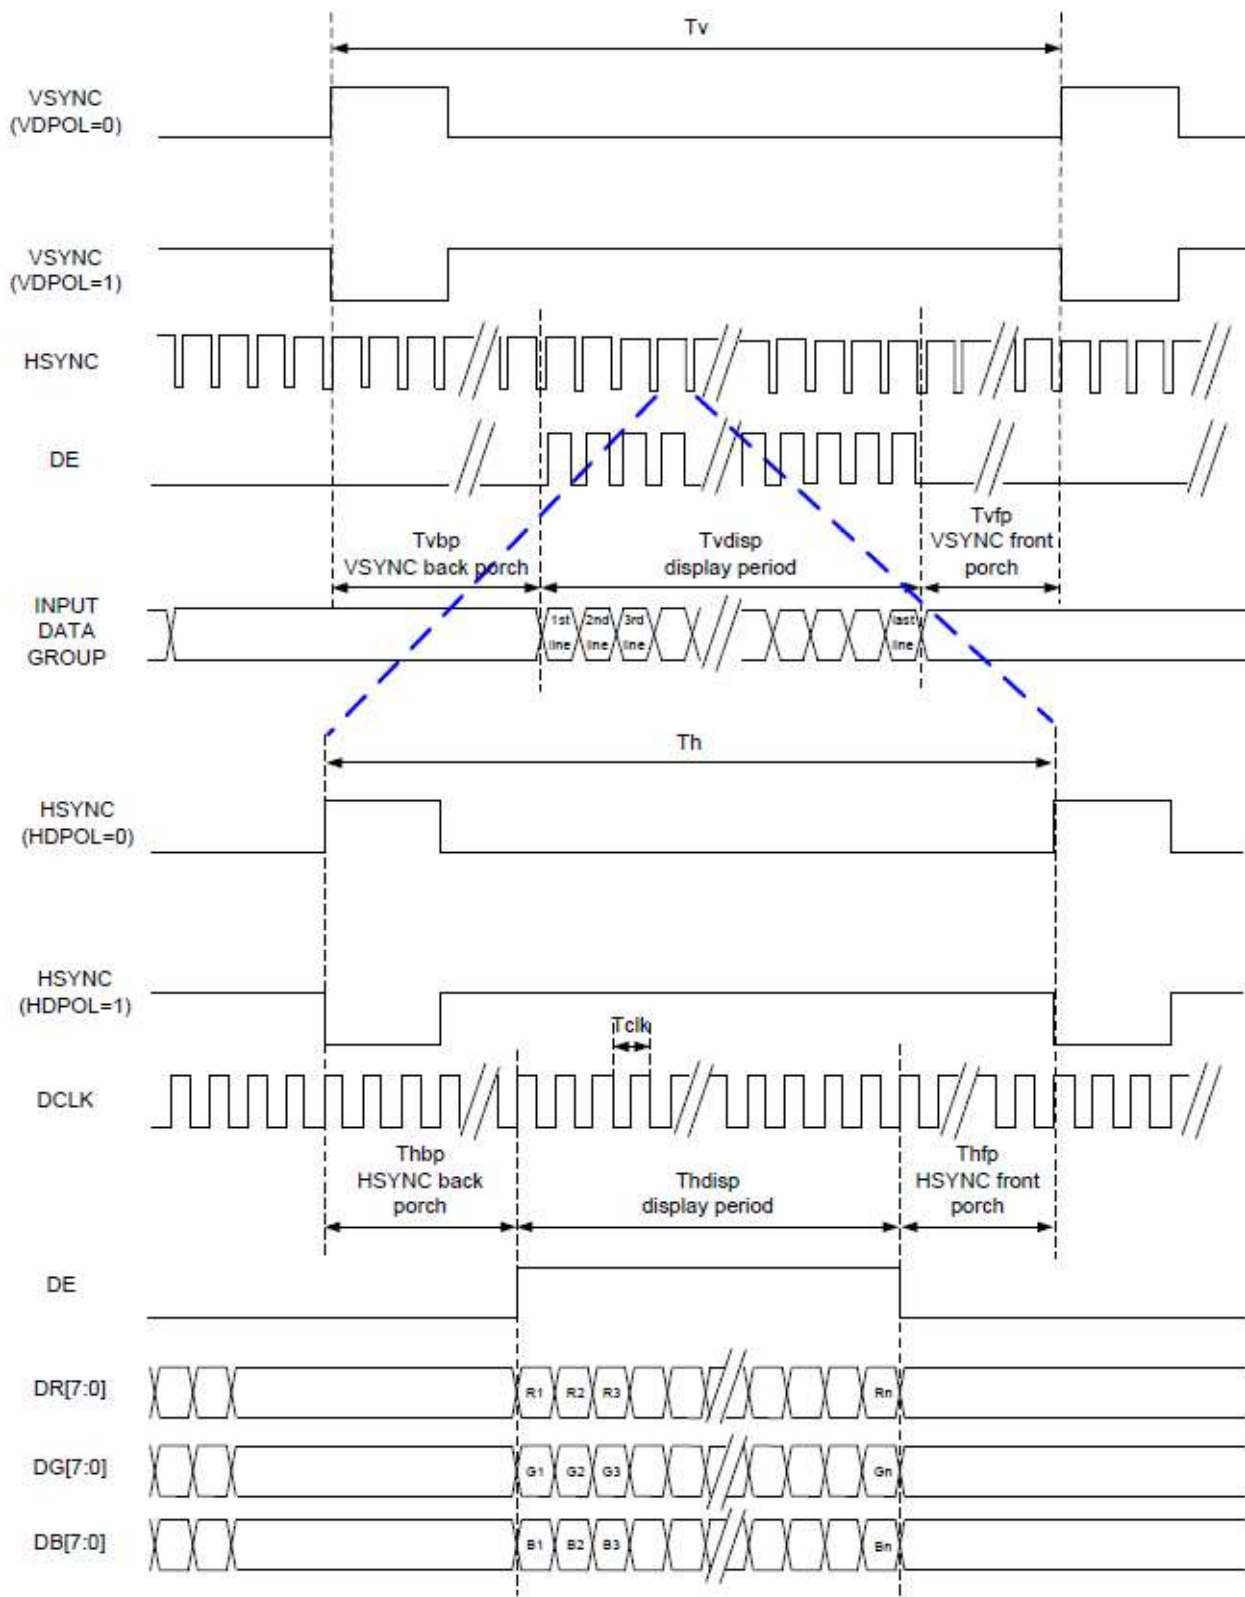 Tv
VSYNC
(VDPOL=0)
VSYNC
(VDPOL=1)
HSYNC
DE
Tvbp
VSYNC back porch
Tvdisp
display period
Tvfp
VSYNC front
porch
INPUT
DATA
GROUP
1st
line
2nd
line
3rd
line
last
line
Th
HSYNC
(HDPOL=0)
HSYNC
(HDPOL=1)
Tclk
DCLK
Thbp
HSYNC back
porch
Thdisp
display period
Thfp
HSYNC front
porch
DE
DR[7:0]
R1 R2 R3 Rn
DG[7:0]
G1 G2 G3 Gn
DB[7:0]
B1 B2 B3 Bn